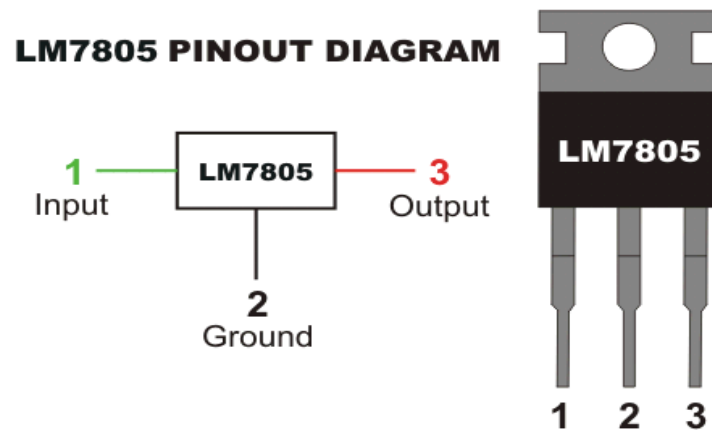 LM7805 PINOUT DIAGRAM
1
Input
LM7805
3
Output
2
Ground
LM7805
1 2 3